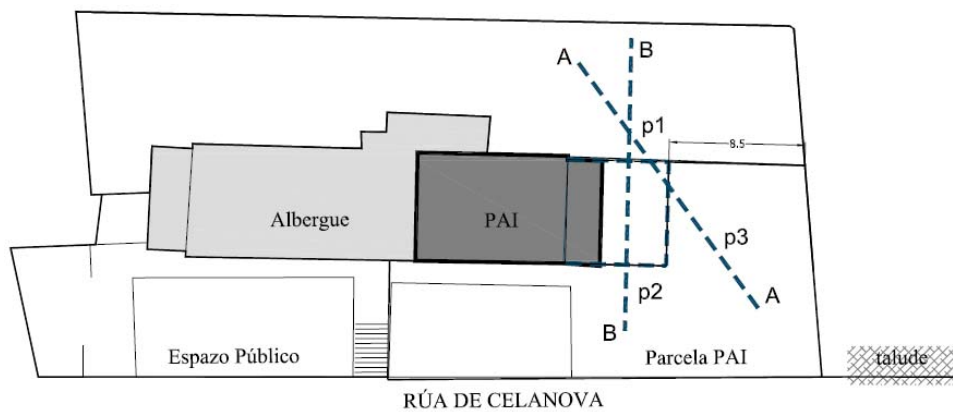 A
B
p1
8.5
Albergue
PAI
p3
p2
A
B
Espazo Público
Parcela PAI
talude
RÚA DE CELANOVA